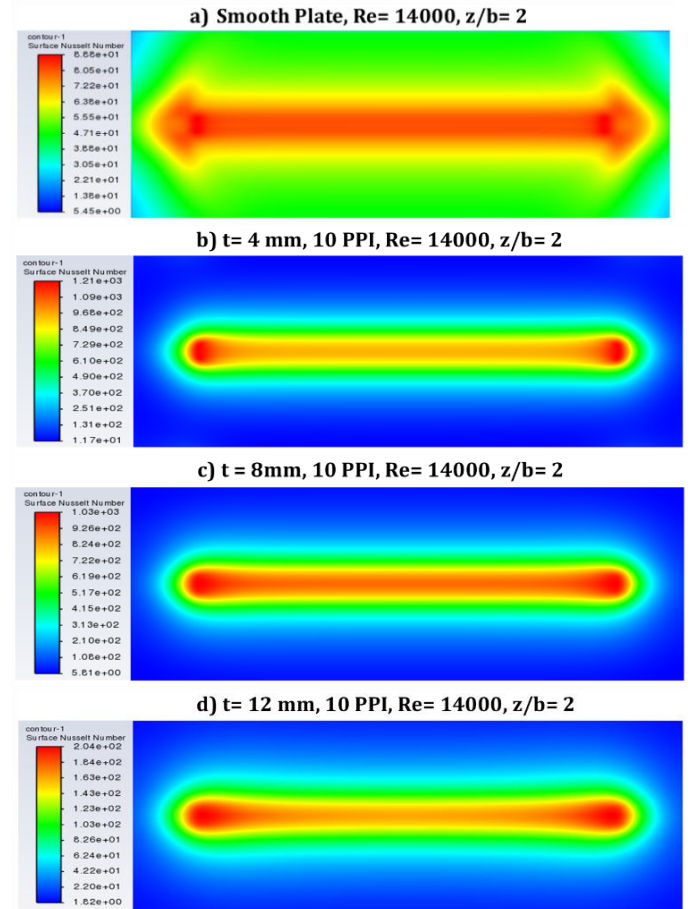 a) Smooth Plate, Re= 14000, z/b= 2
contour-1
Surface Nusselt Number
8.88e+01
8.05e+01
7.22e+01
6.38e+01
5.55e+01
4.71e+01
3.88e+01
3.05e+01
2.21e+01
1.38e+01
5.45e+00
b) t= 4 mm, 10 PPI, Re= 14000, z/b= 2
contour-1
Surface Nusselt Number
1.21e+03
1.09e+03
9.68e+02
8.49e+02
7.29e+02
6.10e+02
4.90e+02
3.70e+02
2.51e+02
1.31e+02
1.17e+01
c) t = 8mm, 10 PPI, Re= 14000, z/b= 2
contour-1
Surface Nusselt Number
1.03e+03
9.26e+02
8.24e+02
7.22e+02
6.19e+02
5.17e+02
4.15e+02
3.13e+02
2.10e+02
1.08e+02
5.81e+00
d) t= 12 mm, 10 PPI, Re= 14000, z/b= 2
contour-1
Surface Nusselt Number
2.04e+02
1.84e+02
1.63e+02
1.43e+02
1.23e+02
1.03e+02
8.26e+01
6.24e+01
4.22e+01
2.20e+01
1.82e+00